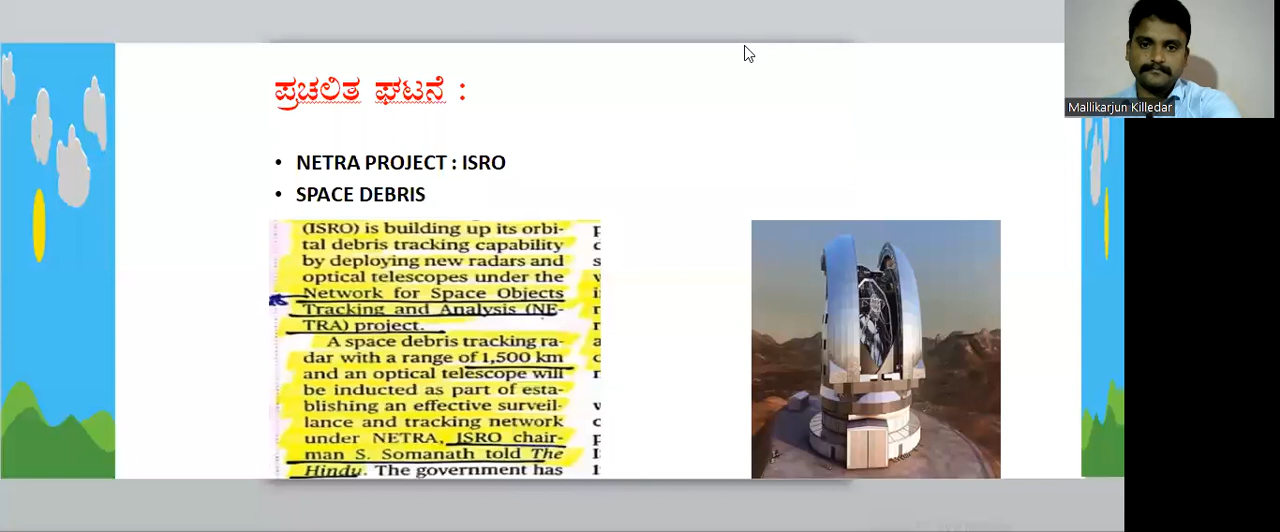 ಪ್ರಚಲಿತ ಘಟನೆ :
Mallikarjun Killedar
• NETRA PROJECT : ISRO
• SPACE DEBRIS
(ISRO) is building up its orbi-
tal debris tracking capability
by deploying new radars and
optical telescopes under the
Network for Space Objects
Tracking and Analysis (NE-
TRA) project.
A space debris tracking ra-
dar with a range of 1,500 km
and an optical telescope will
be inducted as part of esta-
blishing an effective surveil-
lance and tracking network
under NETRA, ISRO chair-
man S. Somanath told The
Hindu. The government has